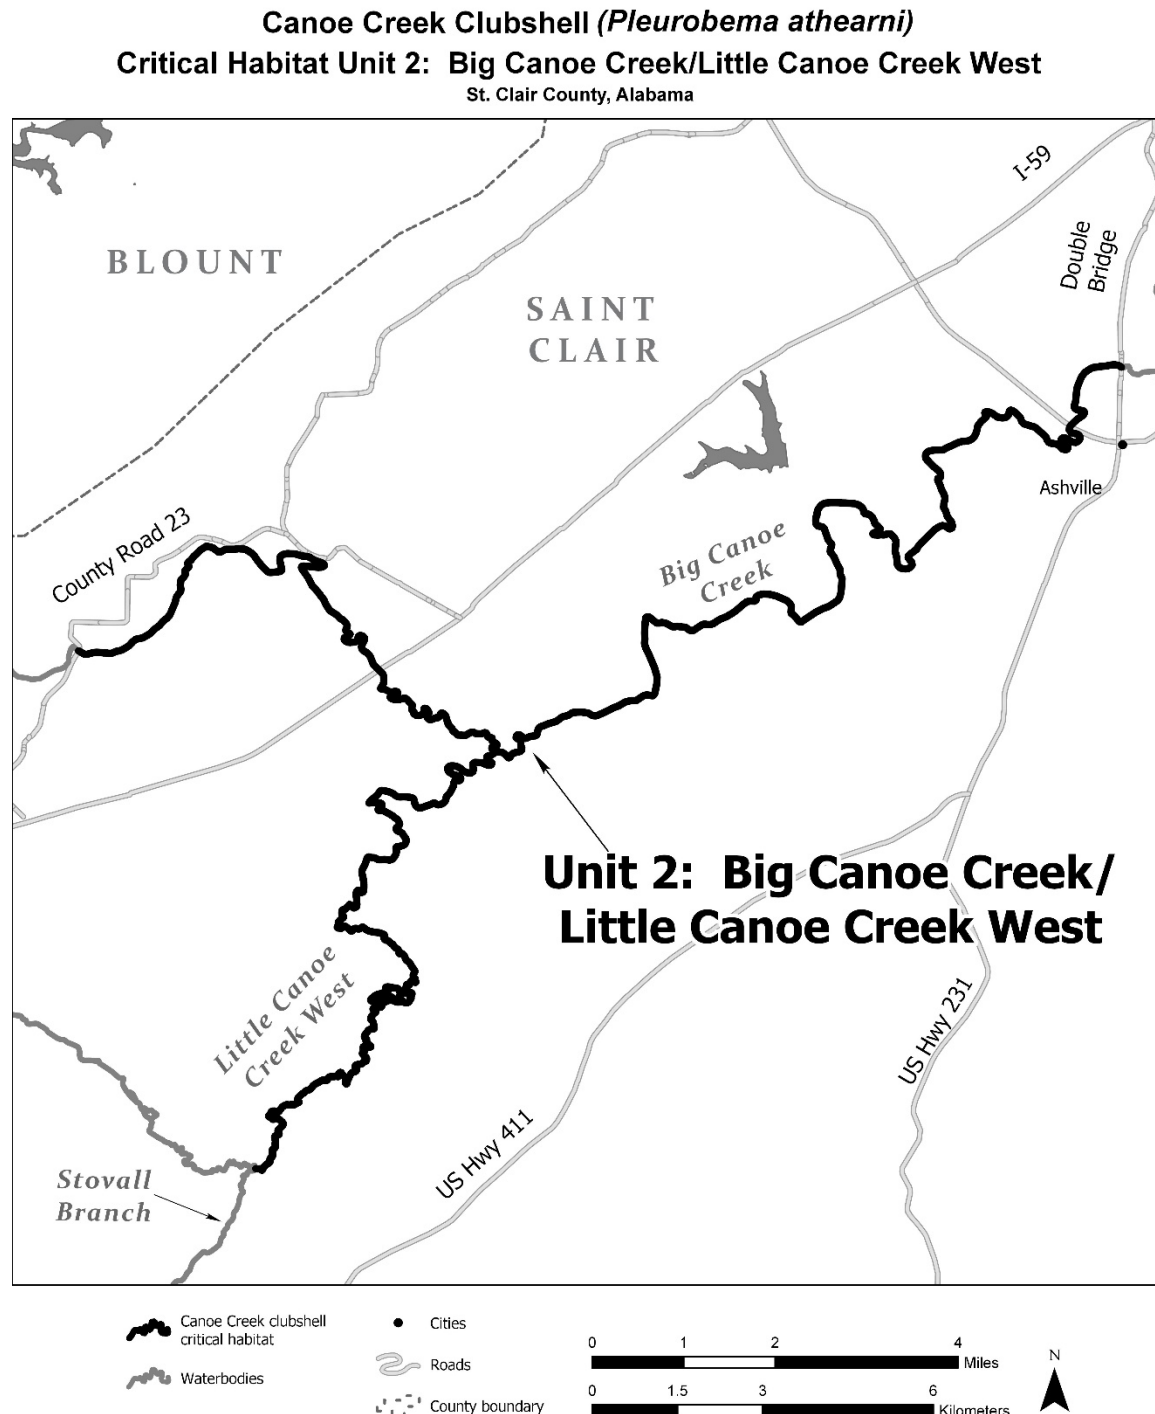 Canoe Creek Clubshell (Pleurobema athearni)
Critical Habitat Unit 2: Big Canoe Creek/Little Canoe Creek West
St. Clair County, Alabama
I-59
Double
Bridge
BLOUNT
SAINT
CLAIR
Ashville
County Road 23
Big Canoe
Creek
Unit 2: Big Canoe Creek/
Little Canoe Creek West
Little Canoe
Creek West
US Hwy 231
US Hwy 411
Stovall
Branch
Canoe Creek clubshell
critical habitat
Waterbodies
Cities
Roads
County boundary
0 1 2 4
Miles
0 1.5 3 6
Kilometers
N